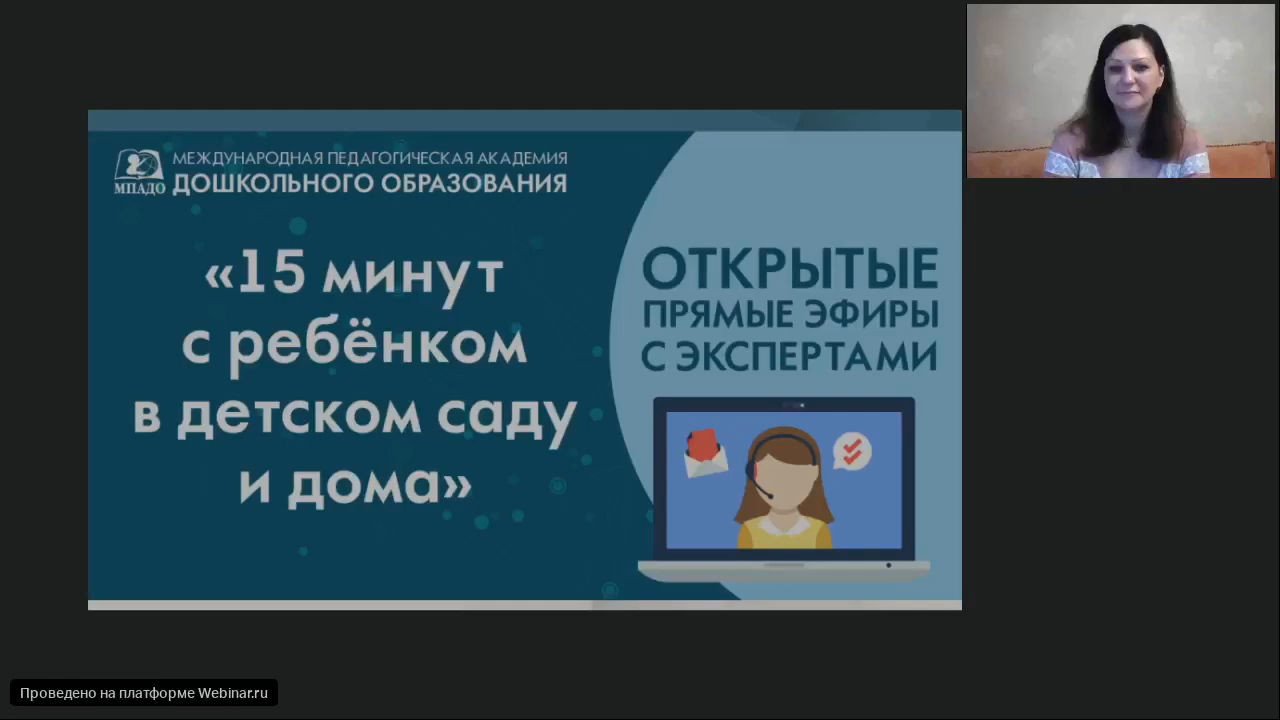 МЕЖДУНАРОДНАЯ ПЕДАГОГИЧЕСКАЯ АКАДЕМИЯ
МПАДО ДОШКОЛЬНОГО ОБРАЗОВАНИЯ
«15 минут
с ребёнком
в детском саду
и дома»
ОТКРЫТЫЕ
ПРЯМЫЕ ЭФИРЫ
С ЭКСПЕРТАМИ
Проведено на платформе Webinar.ru